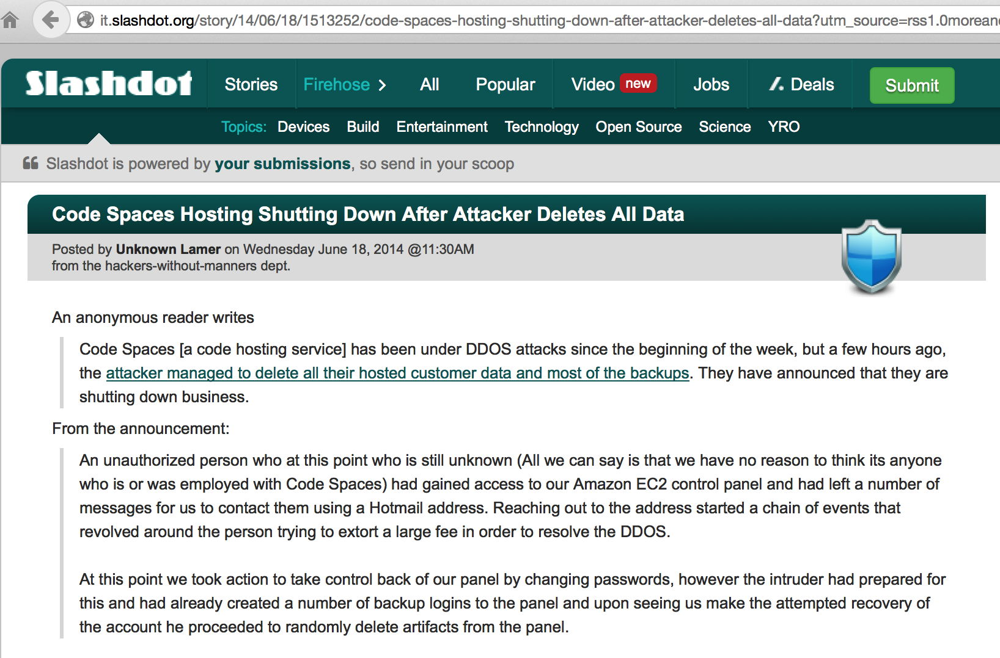 it.slashdot.org/story/14/06/18/1513252/code-spaces-hosting-shutting-down-after-attacker-deletes-all-data?utm_source=rss1.0morean
Slashdot Stories Firehose > All Popular Video new Jobs /. Deals Submit
Topics: Devices Build Entertainment Technology Open Source Science YRO
“ Slashdot is powered by your submissions, so send in your scoop
Code Spaces Hosting Shutting Down After Attacker Deletes All Data
Posted by Unknown Lamer on Wednesday June 18, 2014 @11:30AM
from the hackers-without-manners dept.
An anonymous reader writes
Code Spaces [a code hosting service] has been under DDOS attacks since the beginning of the week, but a few hours ago,
the attacker managed to delete all their hosted customer data and most of the backups. They have announced that they are
shutting down business.
From the announcement:
An unauthorized person who at this point who is still unknown (All we can say is that we have no reason to think its anyone
who is or was employed with Code Spaces) had gained access to our Amazon EC2 control panel and had left a number of
messages for us to contact them using a Hotmail address. Reaching out to the address started a chain of events that
revolved around the person trying to extort a large fee in order to resolve the DDOS.
At this point we took action to take control back of our panel by changing passwords, however the intruder had prepared for
this and had already created a number of backup logins to the panel and upon seeing us make the attempted recovery of
the account he proceeded to randomly delete artifacts from the panel.